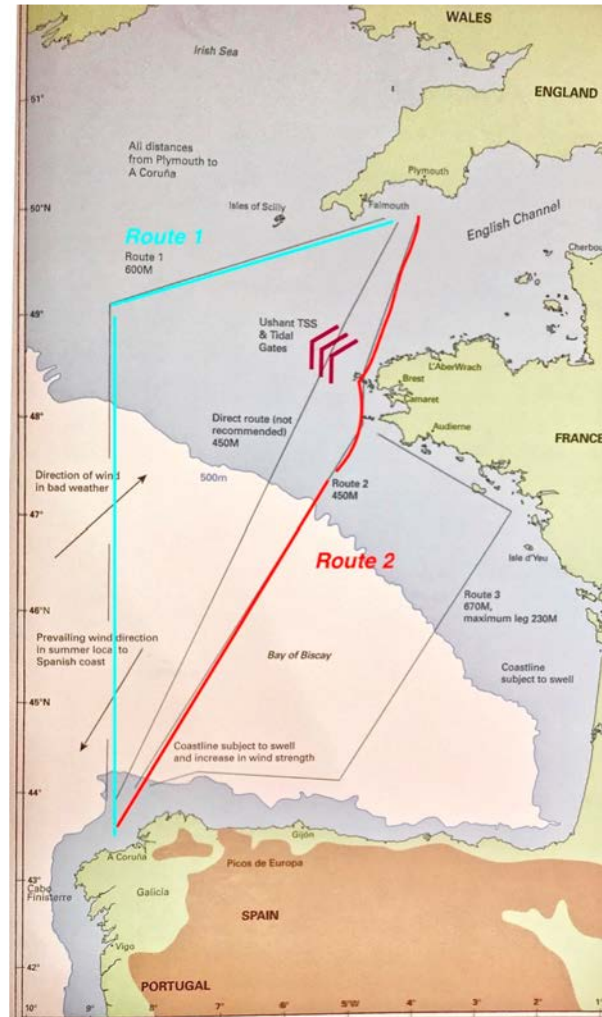 WALES
Irish Sea
51°
ENGLAND
All distances
from Plymouth to
A Coruña
Plymouth
50°N
Isles of Scilly
Falmouth
English Channel
Route 1
Route 1
600M
Cherbou
49°N
Ushant TSS
& Tidal
Gates
L'AberWrach
Brest
Camaret
48°N
Audierne
Direct route (not
recommended)
450M
FRANCE
Direction of wind
in bad weather
500m
Route 2
450M
47°N
Isle d'Yeu
Route 2
Route 3
670M,
maximum leg 230M
46°N
Prevailing wind direction
in summer local to
Spanish coast
Bay of Biscay
Coastline
subject to swell
45°N
Coastline subject to swell
and increase in wind strength
44°N
Gijón
A Coruña
Picos de Europa
43°N
Cabo
Finisterre
Galicia
SPAIN
Vigo
42°N
PORTUGAL
10°
9°
8°
7°
6°
5°W
4°
3°
2°
1°